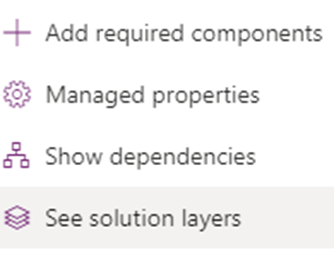 Add required components
Managed properties
Show dependencies
See solution layers